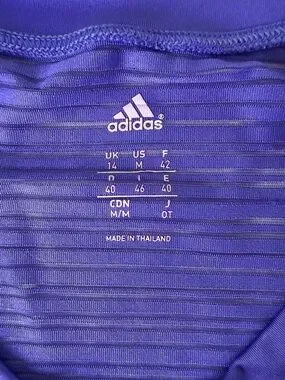 adidas®
UK US F
14 M 42
D I E
40 46 40
CDN J
M/M OT
MADE IN THAILAND